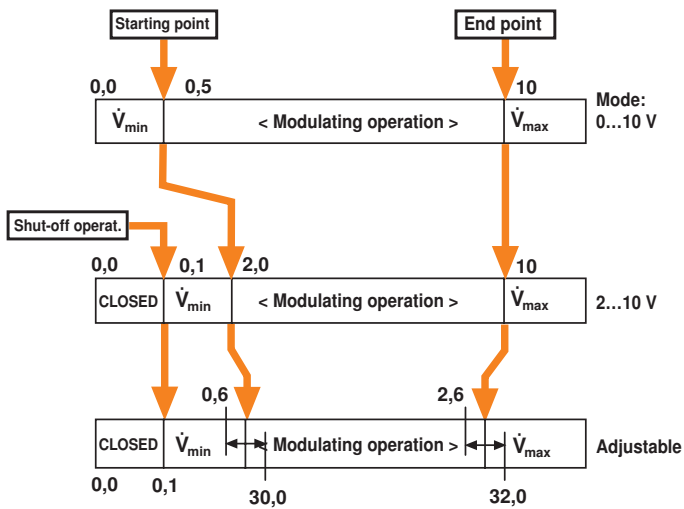 Starting point
End point
0,0
0,5
10
V̇min
< Modulating operation >
V̇max
Mode:
0...10 V
Shut-off operat.
0,0
0,1
2,0
10
CLOSED
V̇min
< Modulating operation >
V̇max
2...10 V
0,6
2,6
CLOSED
V̇min
< Modulating operation >
V̇max
Adjustable
0,0
0,1
30,0
32,0